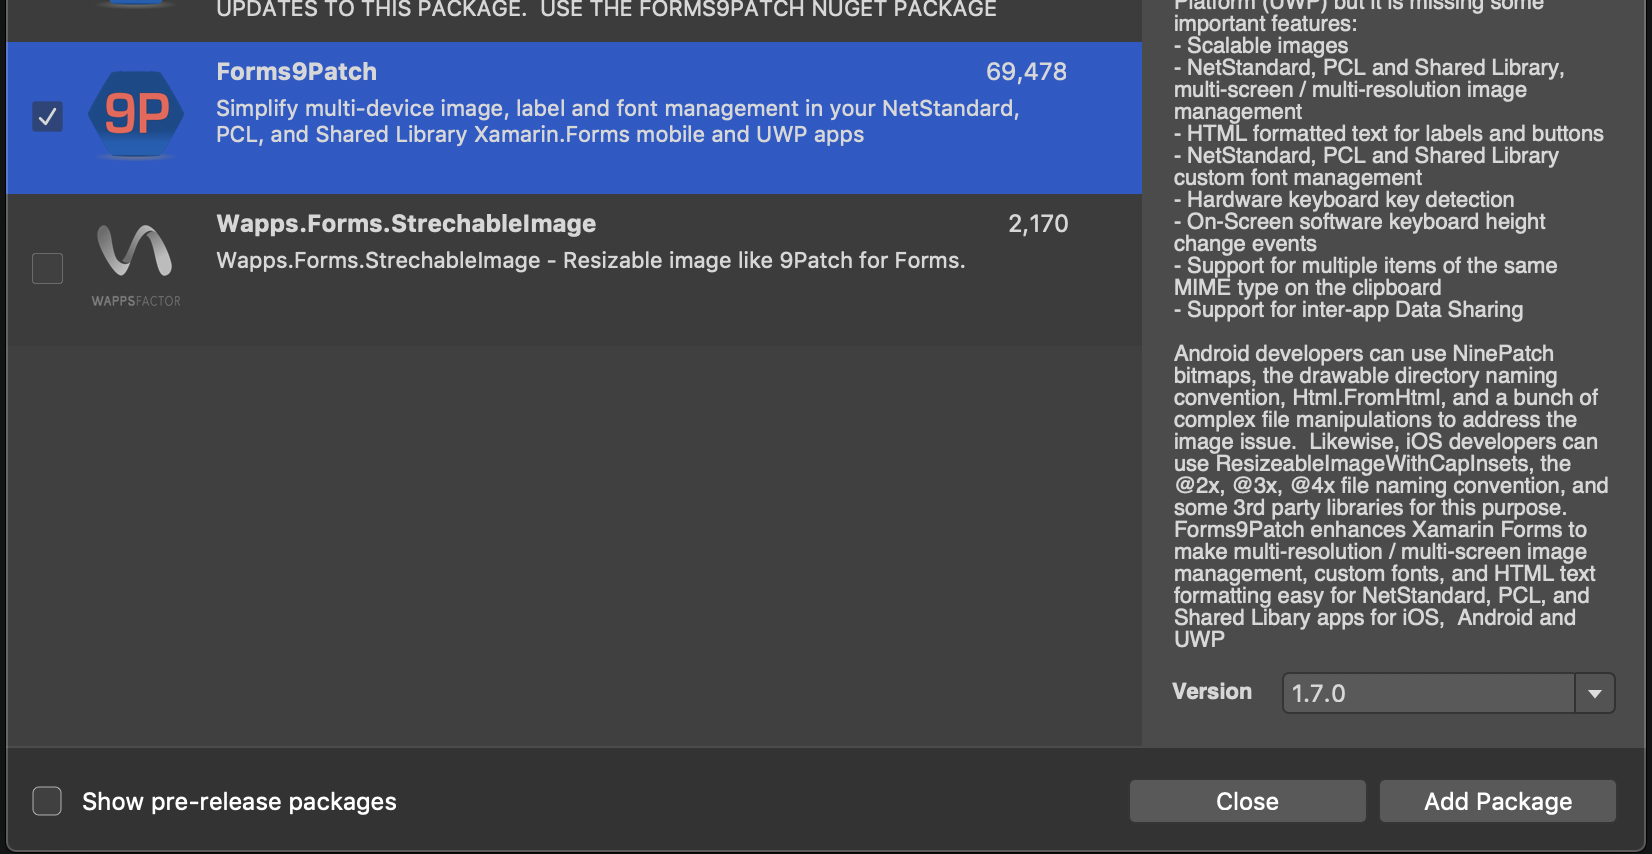 UPDATES TO THIS PACKAGE.  USE THE FORMS9PATCH NUGET PACKAGE
Forms9Patch
69,478
9P
Simplify multi-device image, label and font management in your NetStandard,
PCL, and Shared Library Xamarin.Forms mobile and UWP apps
Wapps.Forms.StrechableImage
2,170
Wapps.Forms.StrechableImage - Resizable image like 9Patch for Forms.
WAPPSFACTOR
Platform (UWP) but it is missing some
important features:
- Scalable images
- NetStandard, PCL and Shared Library,
multi-screen / multi-resolution image
management
- HTML formatted text for labels and buttons
- NetStandard, PCL and Shared Library
custom font management
- Hardware keyboard key detection
- On-Screen software keyboard height
change events
- Support for multiple items of the same
MIME type on the clipboard
- Support for inter-app Data Sharing
Android developers can use NinePatch
bitmaps, the drawable directory naming
convention, Html.FromHtml, and a bunch of
complex file manipulations to address the
image issue.  Likewise, iOS developers can
use ResizeableImageWithCapInsets, the
@2x, @3x, @4x file naming convention, and
some 3rd party libraries for this purpose.
Forms9Patch enhances Xamarin Forms to
make multi-resolution / multi-screen image
management, custom fonts, and HTML text
formatting easy for NetStandard, PCL, and
Shared Libary apps for iOS,  Android and
UWP
Version
1.7.0
Show pre-release packages
Close
Add Package